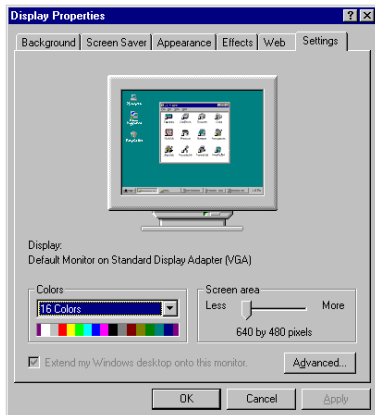 Display Properties
Background Screen Saver Appearance Effects Web Settings
Display:
Default Monitor on Standard Display Adapter (VGA)
Colors
16 Colors
Screen area
Less More
640 by 480 pixels
Extend my Windows desktop onto this monitor.
Advanced...
OK Cancel Apply